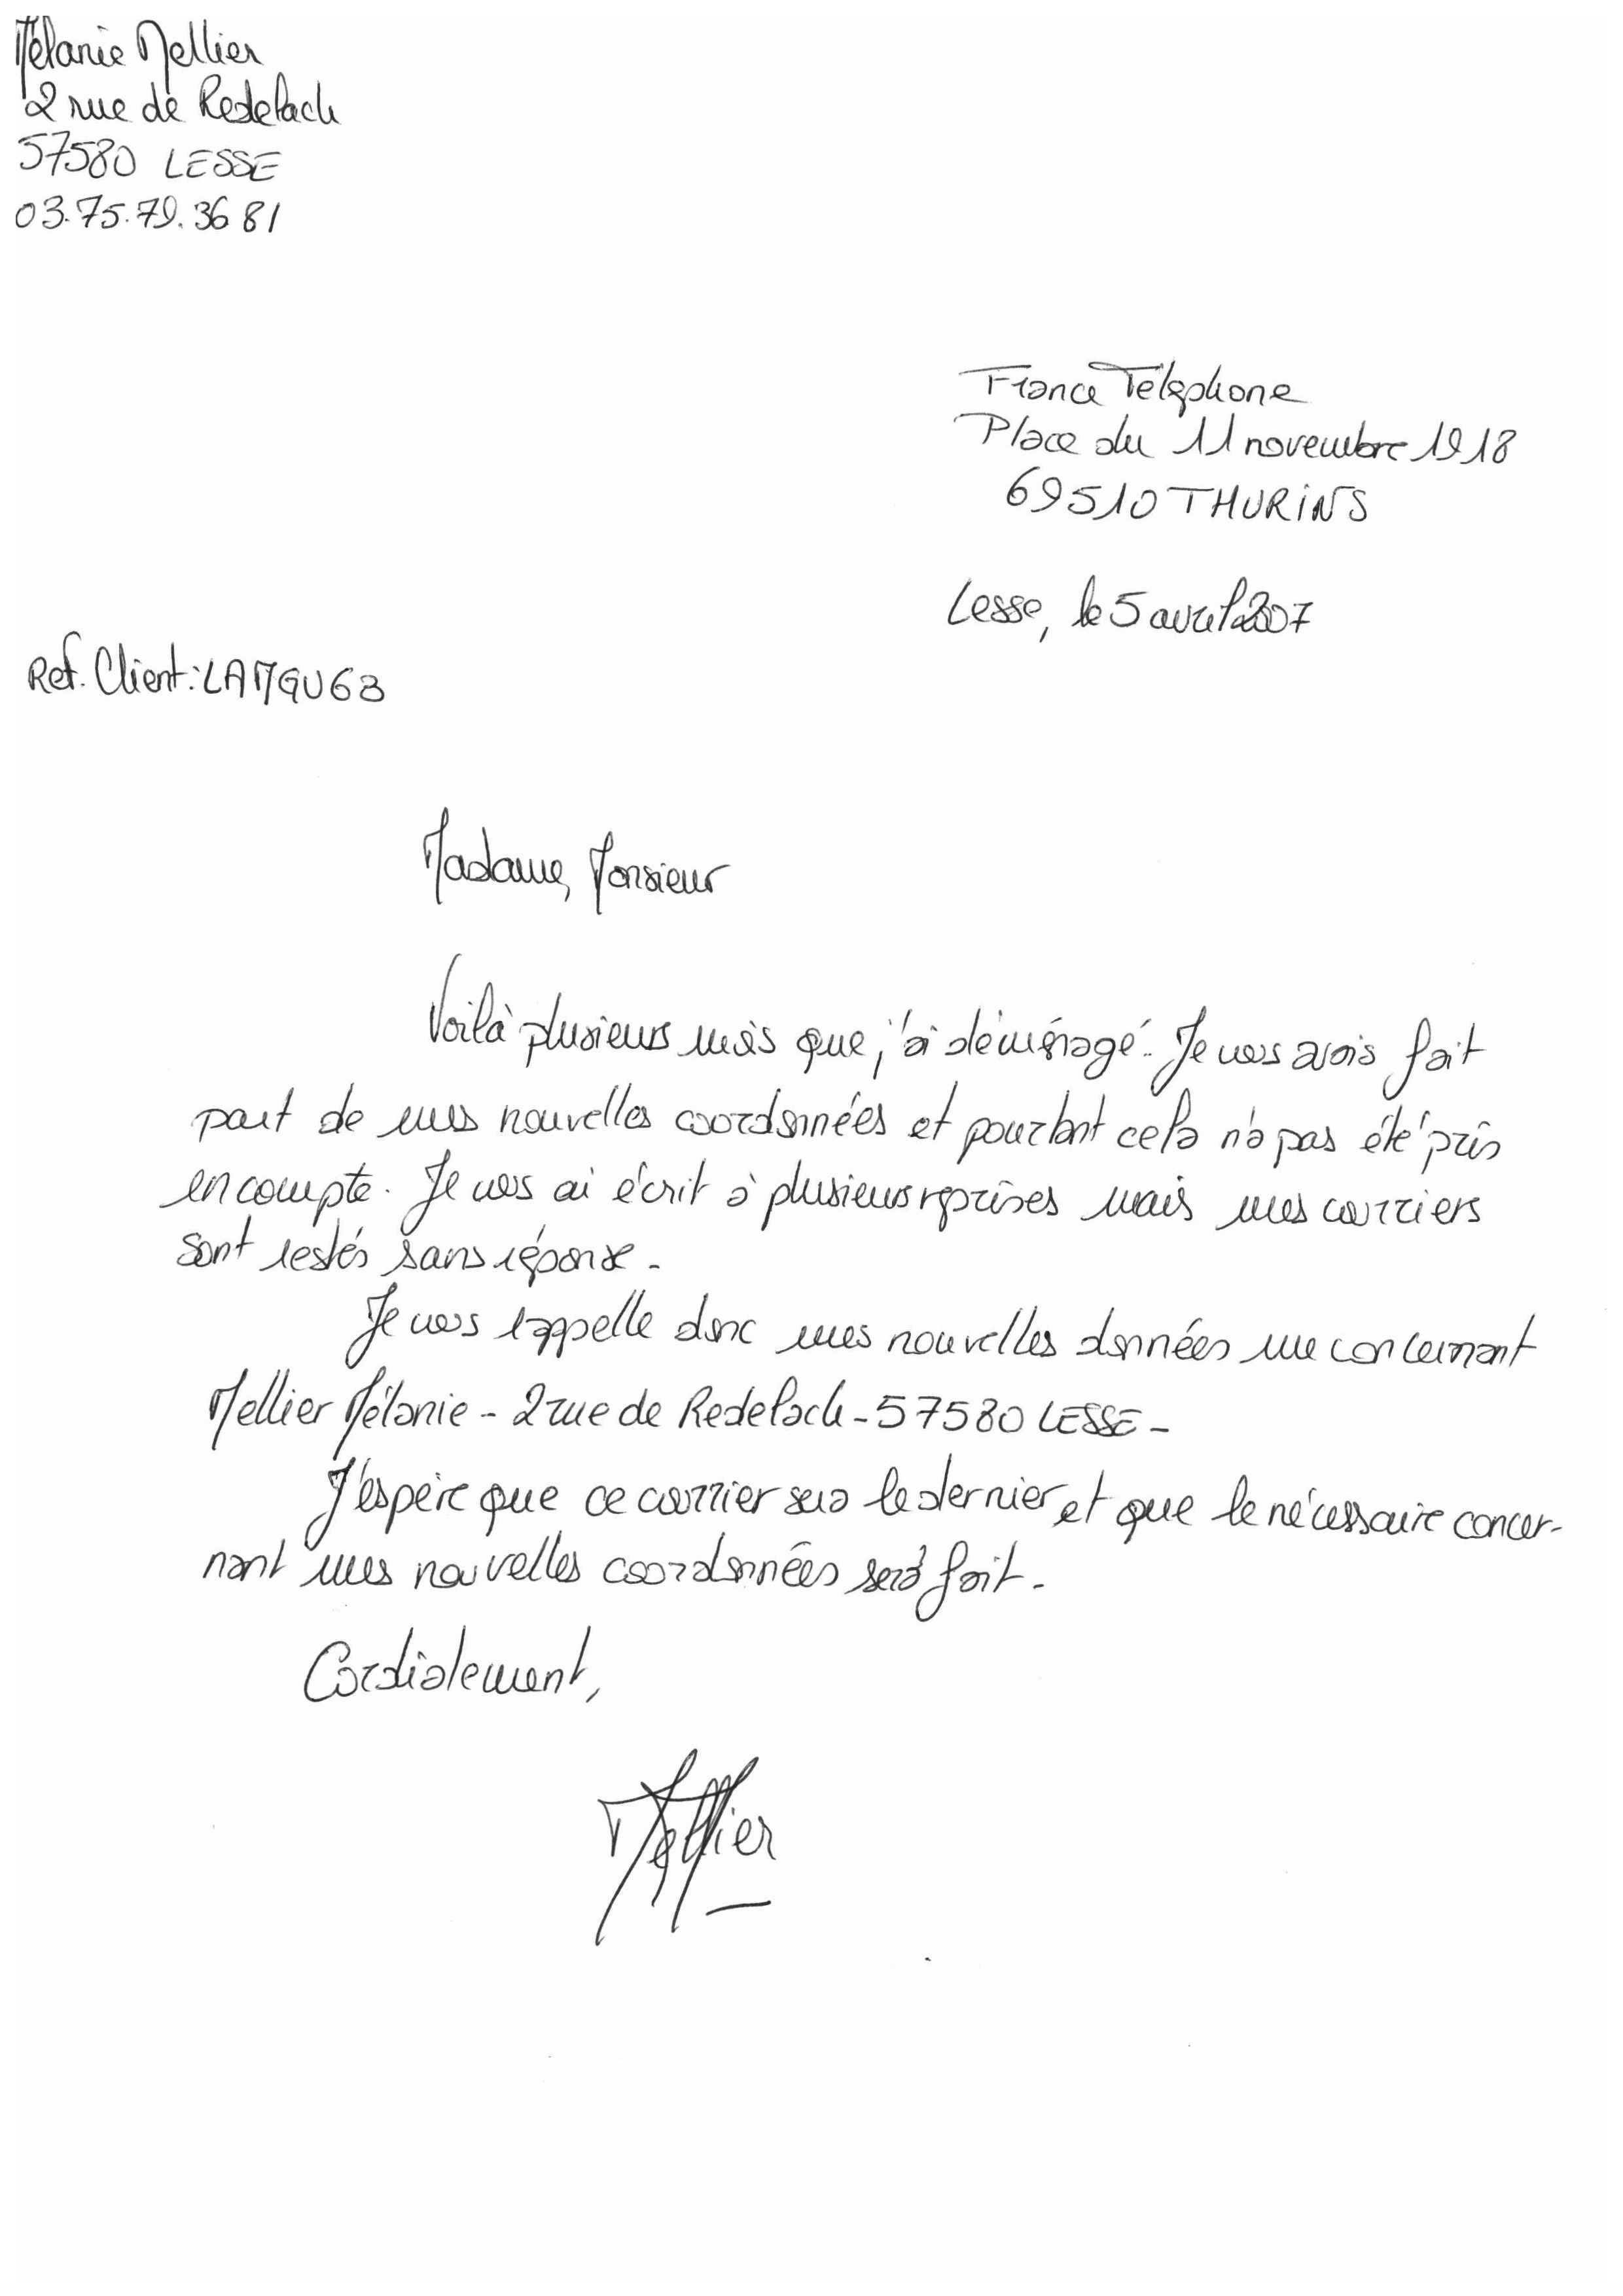 Mélanie Mellier
2 rue de Redelach
57580 LESSE
03.75.79.36 81
France Téléphone
Place du 11 novembre 1918
69510 THURINS
Lesse, le 5 avril 2007
Ref. Client: LAMQU63
Madame, Monsieur
Voilà plusieurs mois que j'ai déménagé. Je vous avais fait
part de mes nouvelles coordonnées et pourtant cela n'a pas été pris
en compte. Je vous ai écrit à plusieurs reprises mais mes courriers
sont restés sans réponse.
Je vous rappelle donc mes nouvelles données me concernant
Mellier Mélanie - 2 rue de Redelach - 57580 LESSE -
J'espère que ce courrier sera le dernier et que le nécessaire concer-
nant mes nouvelles coordonnées sera fait.
Cordialement,
Mellier